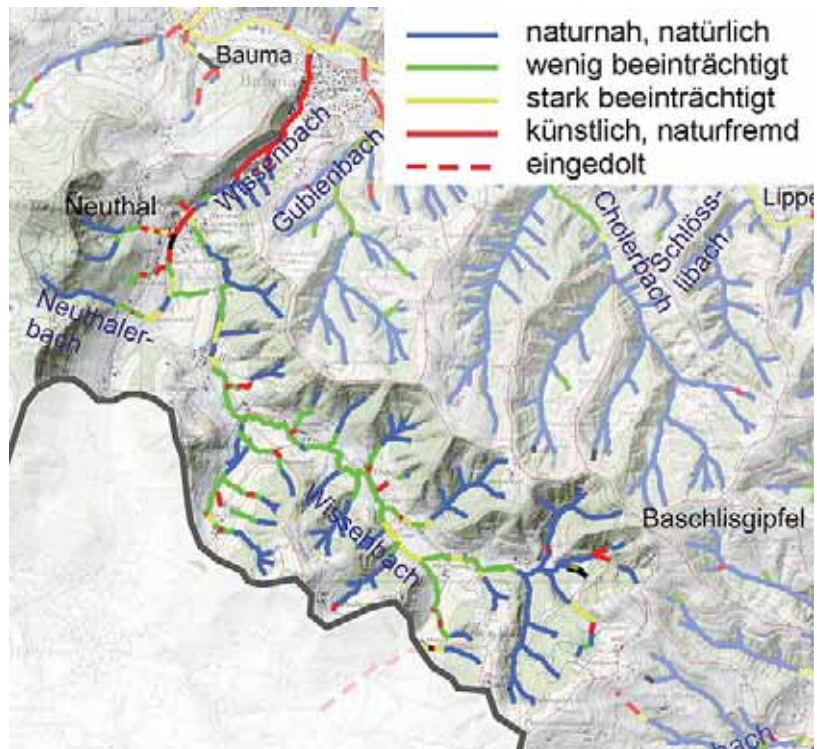 naturnah, natürlich
wenig beeinträchtigt
stark beeinträchtigt
künstlich, naturfremd
eingedolt
Bauma
Wissenbach
Gublenbach
Neuthal
Lippe
Cholerbach
Schlöss-
ilbach
Neuthaler-
bach
Wissenbach
Baschlisgipfel
bach